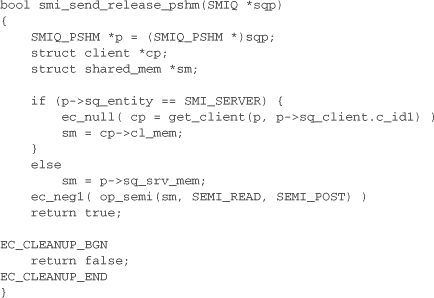 bool smi_send_release_pshm(SMIQ *sqp)
{
    SMIQ_PSHM *p = (SMIQ_PSHM *)sqp;
    struct client *cp;
    struct shared_mem *sm;

    if (p->sq_entity == SMI_SERVER) {
        ec_null( cp = get_client(p, p->sq_client.c_id1) )
        sm = cp->cl_mem;
    }
    else
        sm = p->sq_srv_mem;
    ec_neg1( op_semi(sm, SEMI_READ, SEMI_POST) )
    return true;

EC_CLEANUP_BGN
    return false;
EC_CLEANUP_END
}